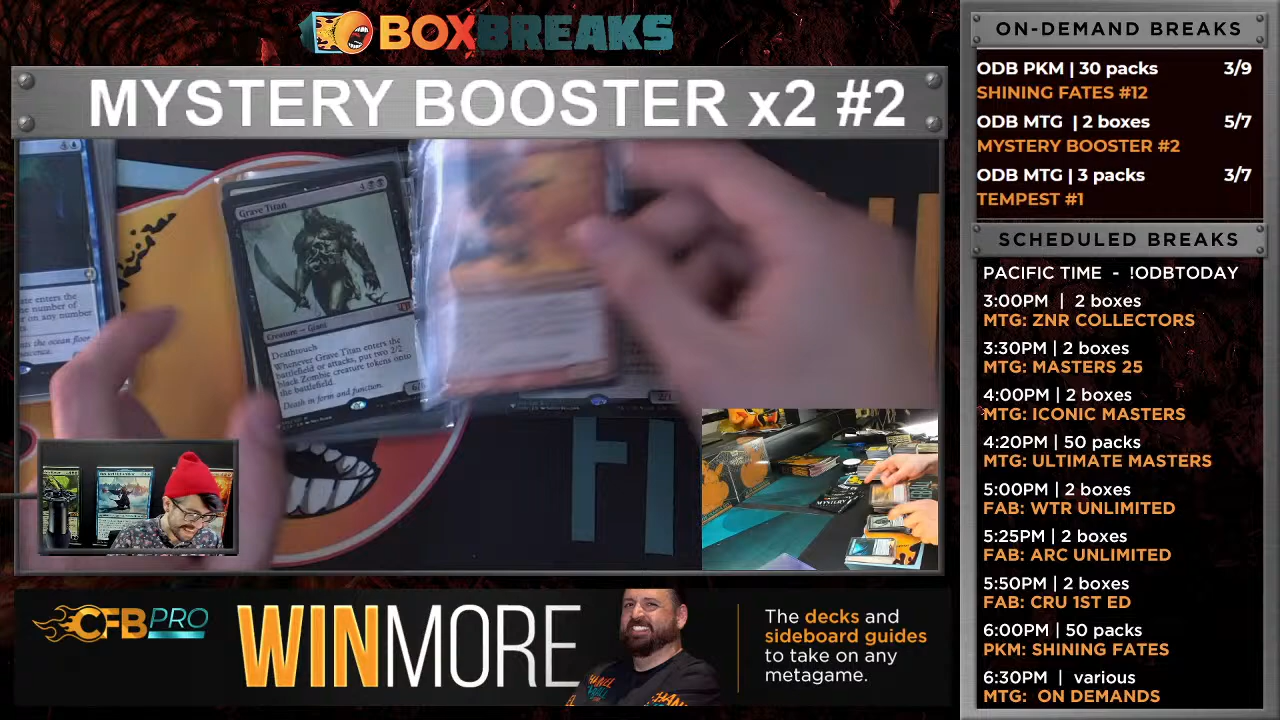 BOXBREAKS
MYSTERY BOOSTER x2 #2
Grave Titan
Creature — Giant
Deathtouch
Whenever Grave Titan enters the
battlefield or attacks, put two 2/2
black Zombie creature tokens onto
the battlefield.
Death in form and function.
CFBPRO
WINMORE
The decks and
sideboard guides
to take on any
metagame.
ON-DEMAND BREAKS
ODB PKM | 30 packs 3/9
SHINING FATES #12
ODB MTG | 2 boxes 5/7
MYSTERY BOOSTER #2
ODB MTG | 3 packs 3/7
TEMPEST #1
SCHEDULED BREAKS
PACIFIC TIME - !ODBTODAY
3:00PM | 2 boxes
MTG: ZNR COLLECTORS
3:30PM | 2 boxes
MTG: MASTERS 25
4:00PM | 2 boxes
MTG: ICONIC MASTERS
4:20PM | 50 packs
MTG: ULTIMATE MASTERS
5:00PM | 2 boxes
FAB: WTR UNLIMITED
5:25PM | 2 boxes
FAB: ARC UNLIMITED
5:50PM | 2 boxes
FAB: CRU 1ST ED
6:00PM | 50 packs
PKM: SHINING FATES
6:30PM | various
MTG: ON DEMANDS